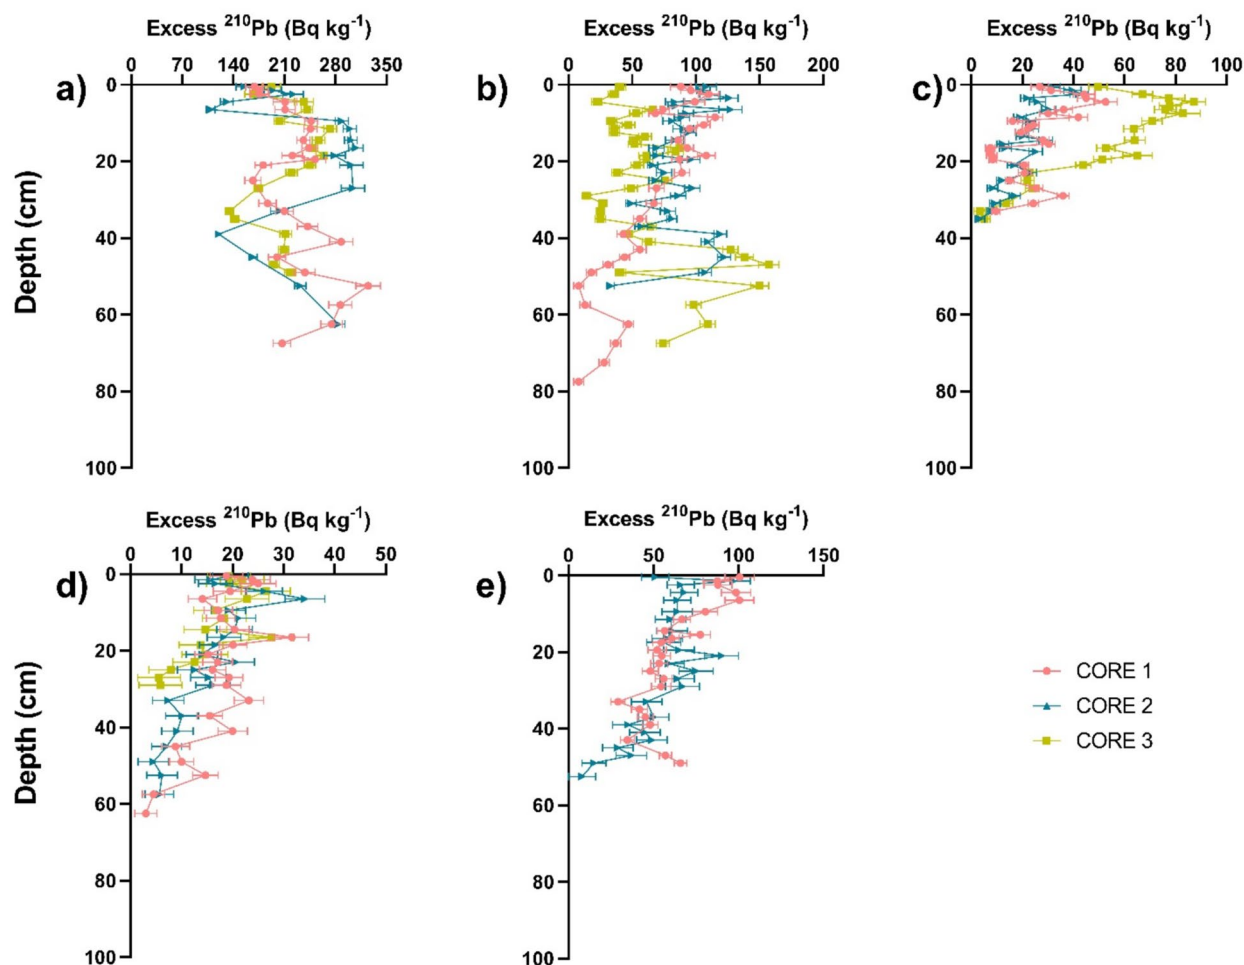 Excess ²¹⁰Pb (Bq kg⁻¹)
Excess ²¹⁰Pb (Bq kg⁻¹)
Excess ²¹⁰Pb (Bq kg⁻¹)
0 70 140 210 280 350
0 50 100 150 200
0 20 40 60 80 100
a)
b)
c)
Depth (cm)
0
20
40
60
80
100
0
20
40
60
80
100
0
20
40
60
80
100
Excess ²¹⁰Pb (Bq kg⁻¹)
Excess ²¹⁰Pb (Bq kg⁻¹)
0 10 20 30 40 50
0 50 100 150
d)
e)
Depth (cm)
0
20
40
60
80
100
0
20
40
60
80
100
CORE 1
CORE 2
CORE 3